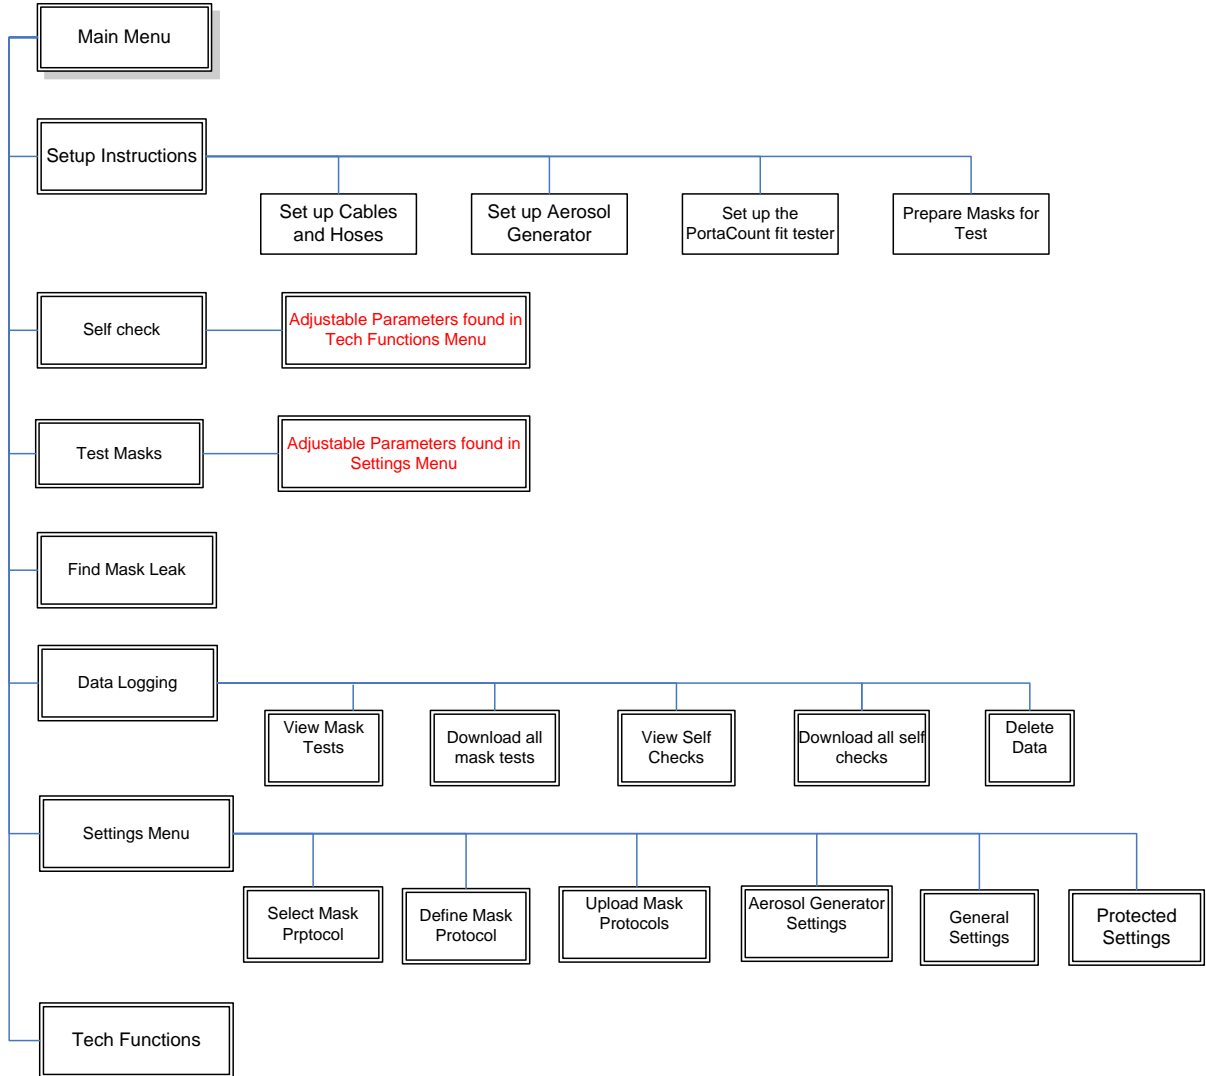 Main Menu
Setup Instructions
Set up Cables
and Hoses
Set up Aerosol
Generator
Set up the
PortaCount fit tester
Prepare Masks for
Test
Self check
Adjustable Parameters found in
Tech Functions Menu
Test Masks
Adjustable Parameters found in
Settings Menu
Find Mask Leak
Data Logging
View Mask
Tests
Download all
mask tests
View Self
Checks
Download all self
checks
Delete
Data
Settings Menu
Select Mask
Prptocol
Define Mask
Protocol
Upload Mask
Protocols
Aerosol Generator
Settings
General
Settings
Protected
Settings
Tech Functions